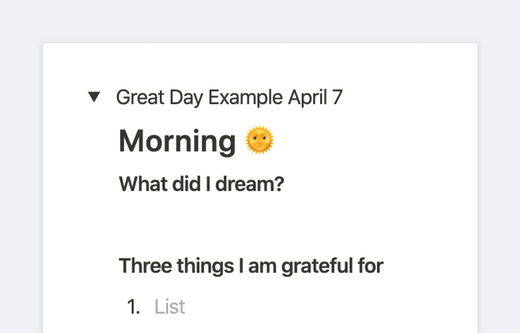 Great Day Example April 7
Morning 🌞
What did I dream?
Three things I am grateful for
1. List